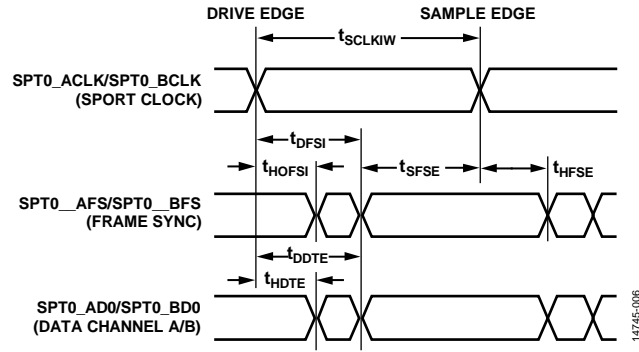 DRIVE EDGE
SAMPLE EDGE
tSCLKIW
SPT0_ACLK/SPT0_BCLK
(SPORT CLOCK)
tDFSI
tHOFSI
tSFSE
tHFSE
SPT0__AFS/SPT0__BFS
(FRAME SYNC)
tDDTE
tHDTE
SPT0_AD0/SPT0_BD0
(DATA CHANNEL A/B)
14745-006